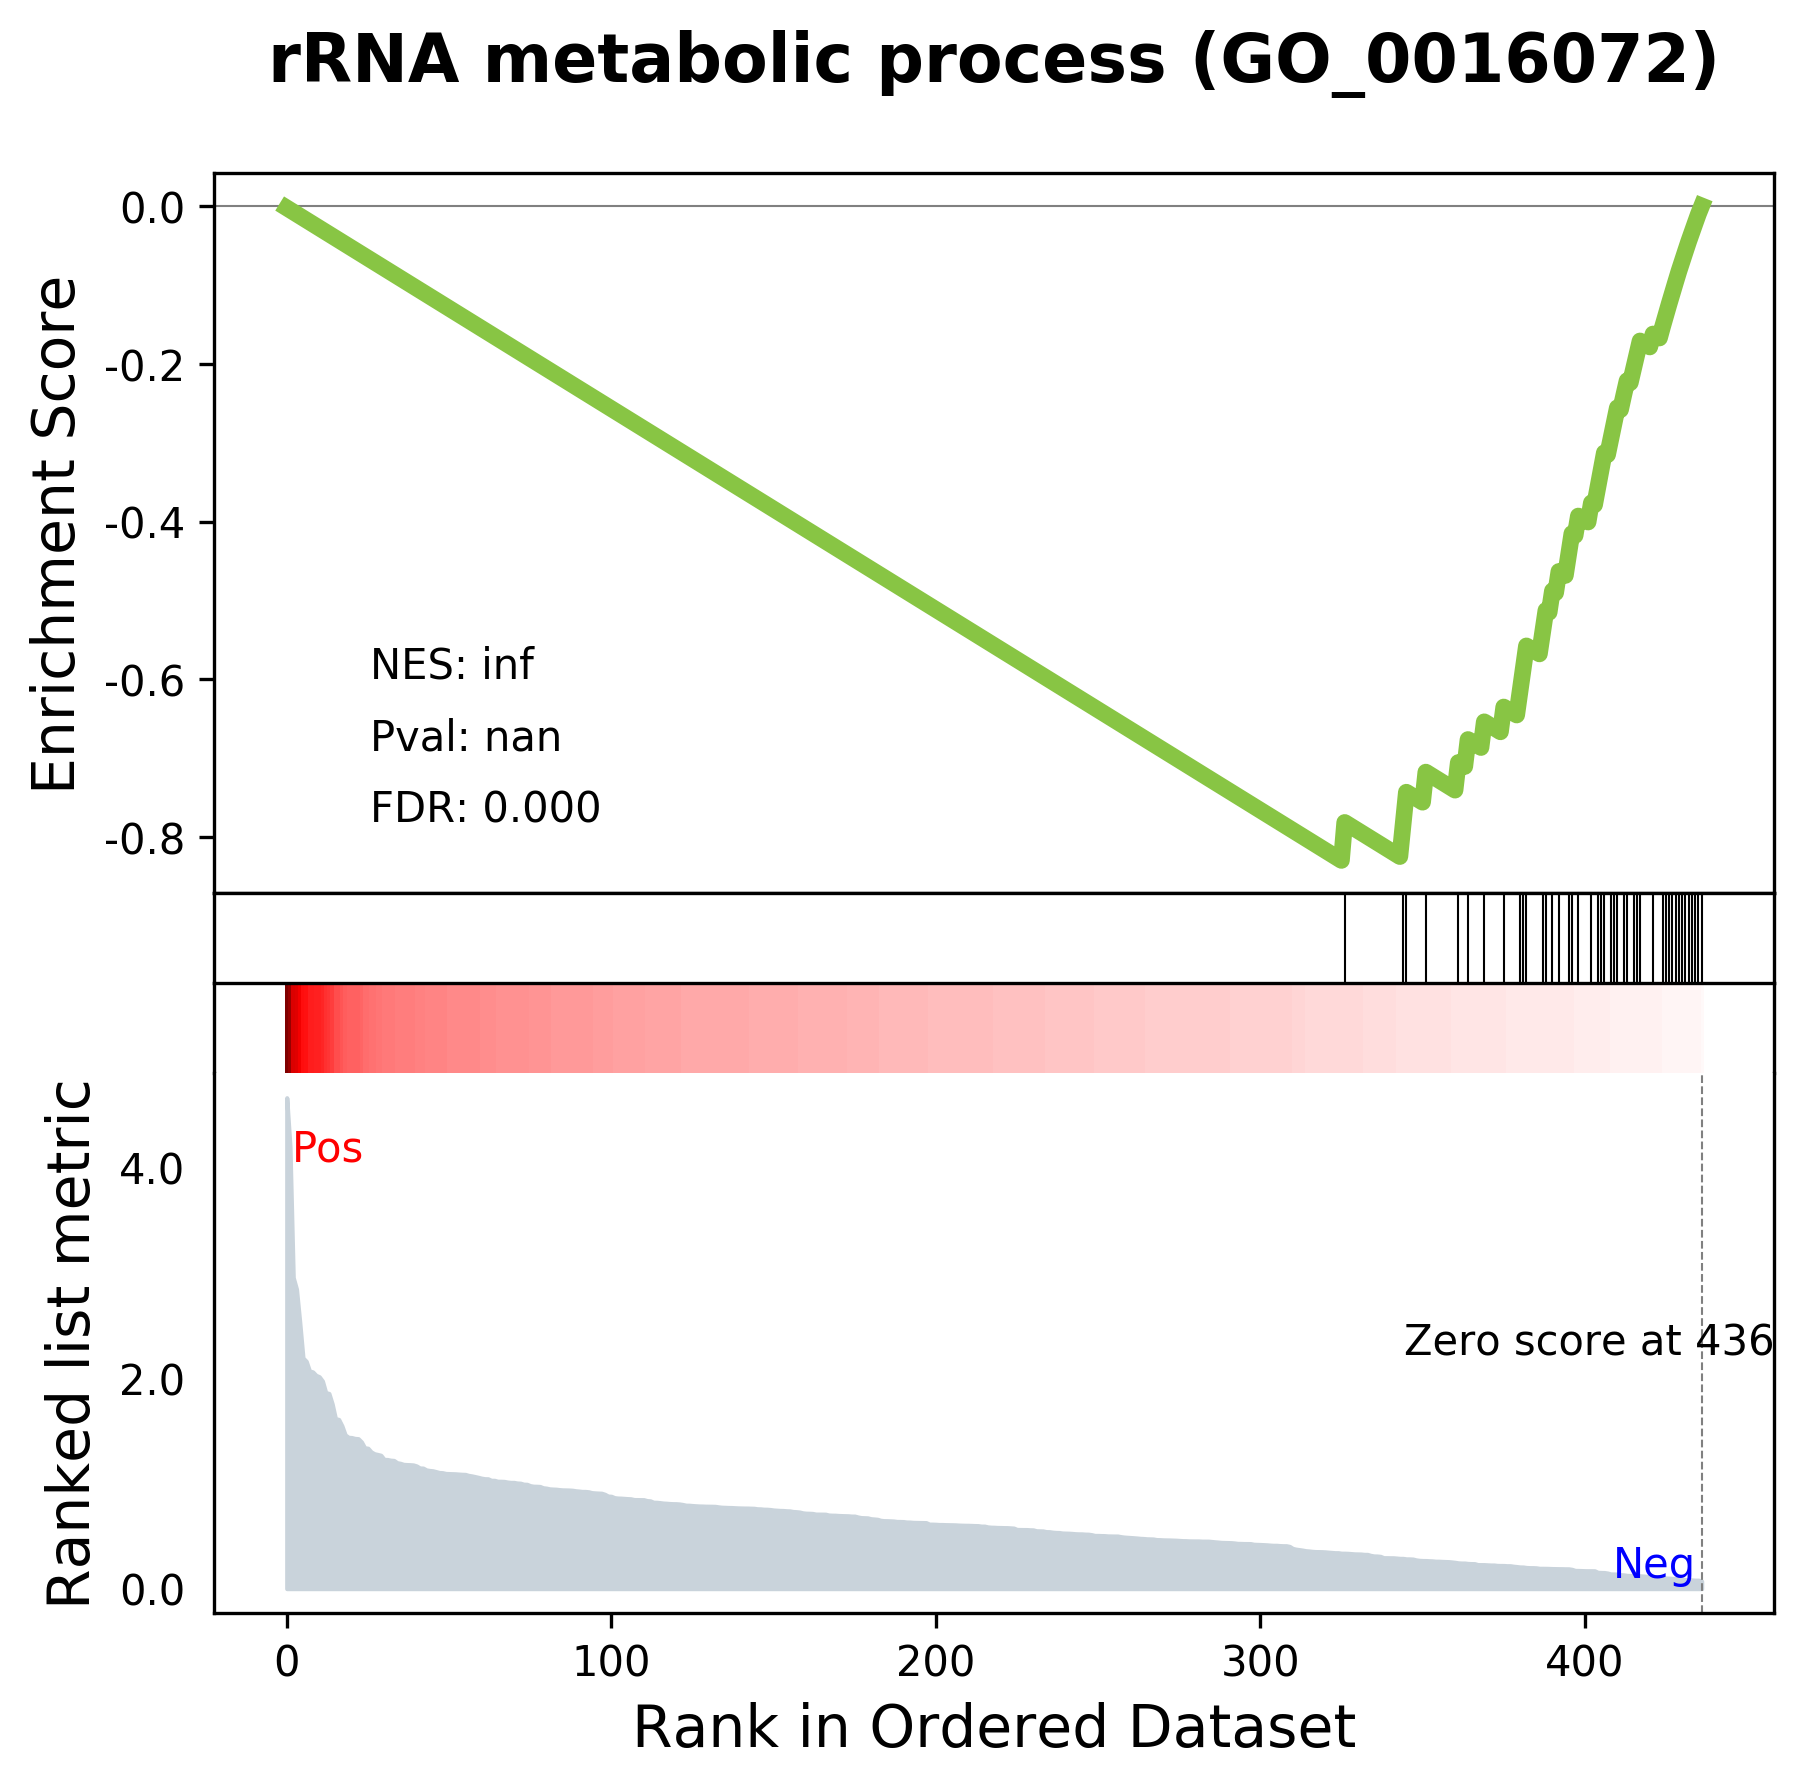 rRNA metabolic process (GO_0016072)
Enrichment Score
0.0
-0.2
-0.4
-0.6
-0.8
NES: inf
Pval: nan
FDR: 0.000
Ranked list metric
4.0
2.0
0.0
Pos
Zero score at 436
Neg
0 100 200 300 400
Rank in Ordered Dataset